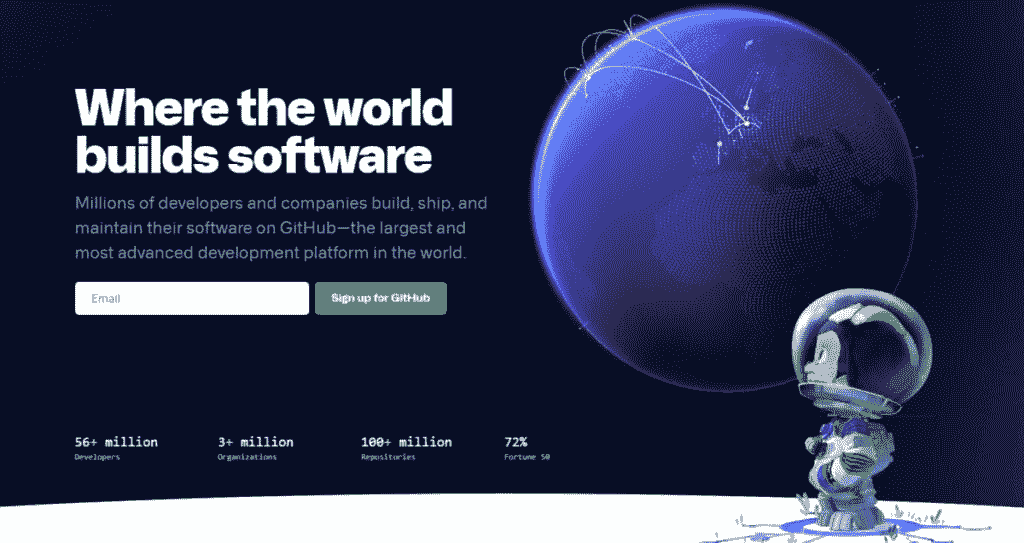 Where the world
builds software
Millions of developers and companies build, ship, and
maintain their software on GitHub—the largest and
most advanced development platform in the world.
Email
Sign up for GitHub
56+ million
Developers
3+ million
Organizations
100+ million
Repositories
72%
Fortune 50